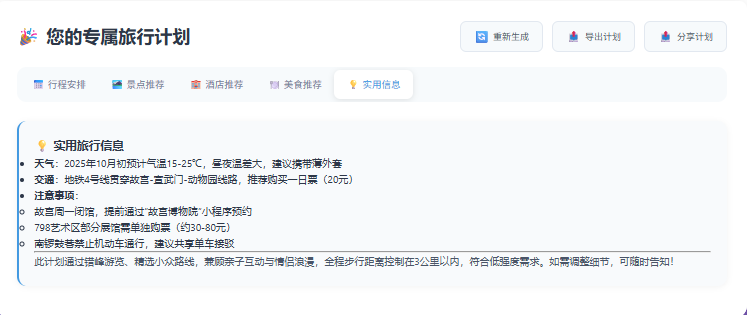 您的专属旅行计划
重新生成 导出计划 分享计划
行程安排 景点推荐 酒店推荐 美食推荐 实用信息
实用旅行信息
天气：2025年10月初预计气温15-25℃，昼夜温差大，建议携带薄外套
交通：地铁4号线贯穿故宫-宣武门-动物园线路，推荐购买一日票（20元）
注意事项：
故宫周一闭馆，提前通过“故宫博物院”小程序预约
798艺术区部分展馆需单独购票（约30-80元）
南锣鼓巷禁止机动车通行，建议共享单车接驳
此计划通过错峰游览、精选小众路线，兼顾亲子互动与情侣浪漫，全程步行距离控制在3公里以内，符合低强度需求。如需调整细节，可随时告知！